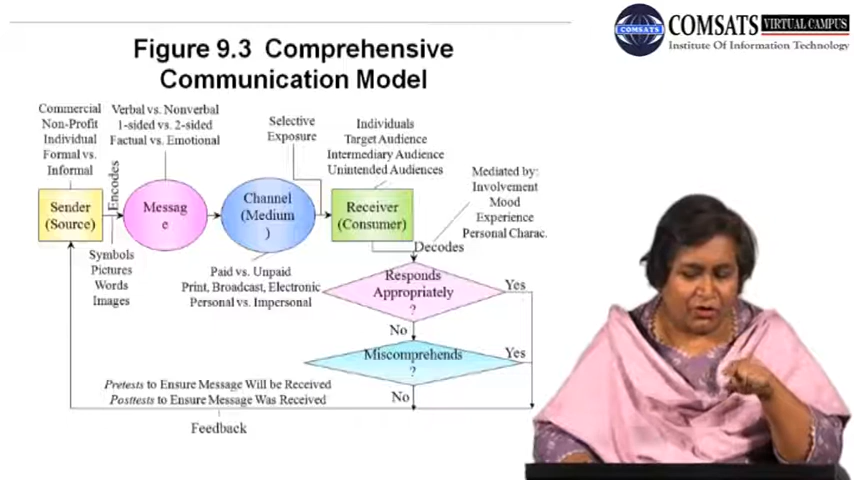 COMSATS
COMSATS VIRTUAL CAMPUS
Institute Of Information Technology
Figure 9.3 Comprehensive
Communication Model
Commercial
Non-Profit
Individual
Formal vs.
Informal
Verbal vs. Nonverbal
1-sided vs. 2-sided
Factual vs. Emotional
Selective
Exposure
Individuals
Target Audience
Intermediary Audience
Unintended Audiences
Mediated by:
Involvement
Mood
Experience
Personal Charac.
Sender
(Source)
Encodes
Messag
e
Channel
(Medium
)
Receiver
(Consumer)
Decodes
Symbols
Pictures
Words
Images
Paid vs. Unpaid
Print, Broadcast, Electronic
Personal vs. Impersonal
Responds
Appropriately
?
Yes
No
Miscomprehends
?
Yes
No
Pretests to Ensure Message Will be Received
Posttests to Ensure Message Was Received
Feedback